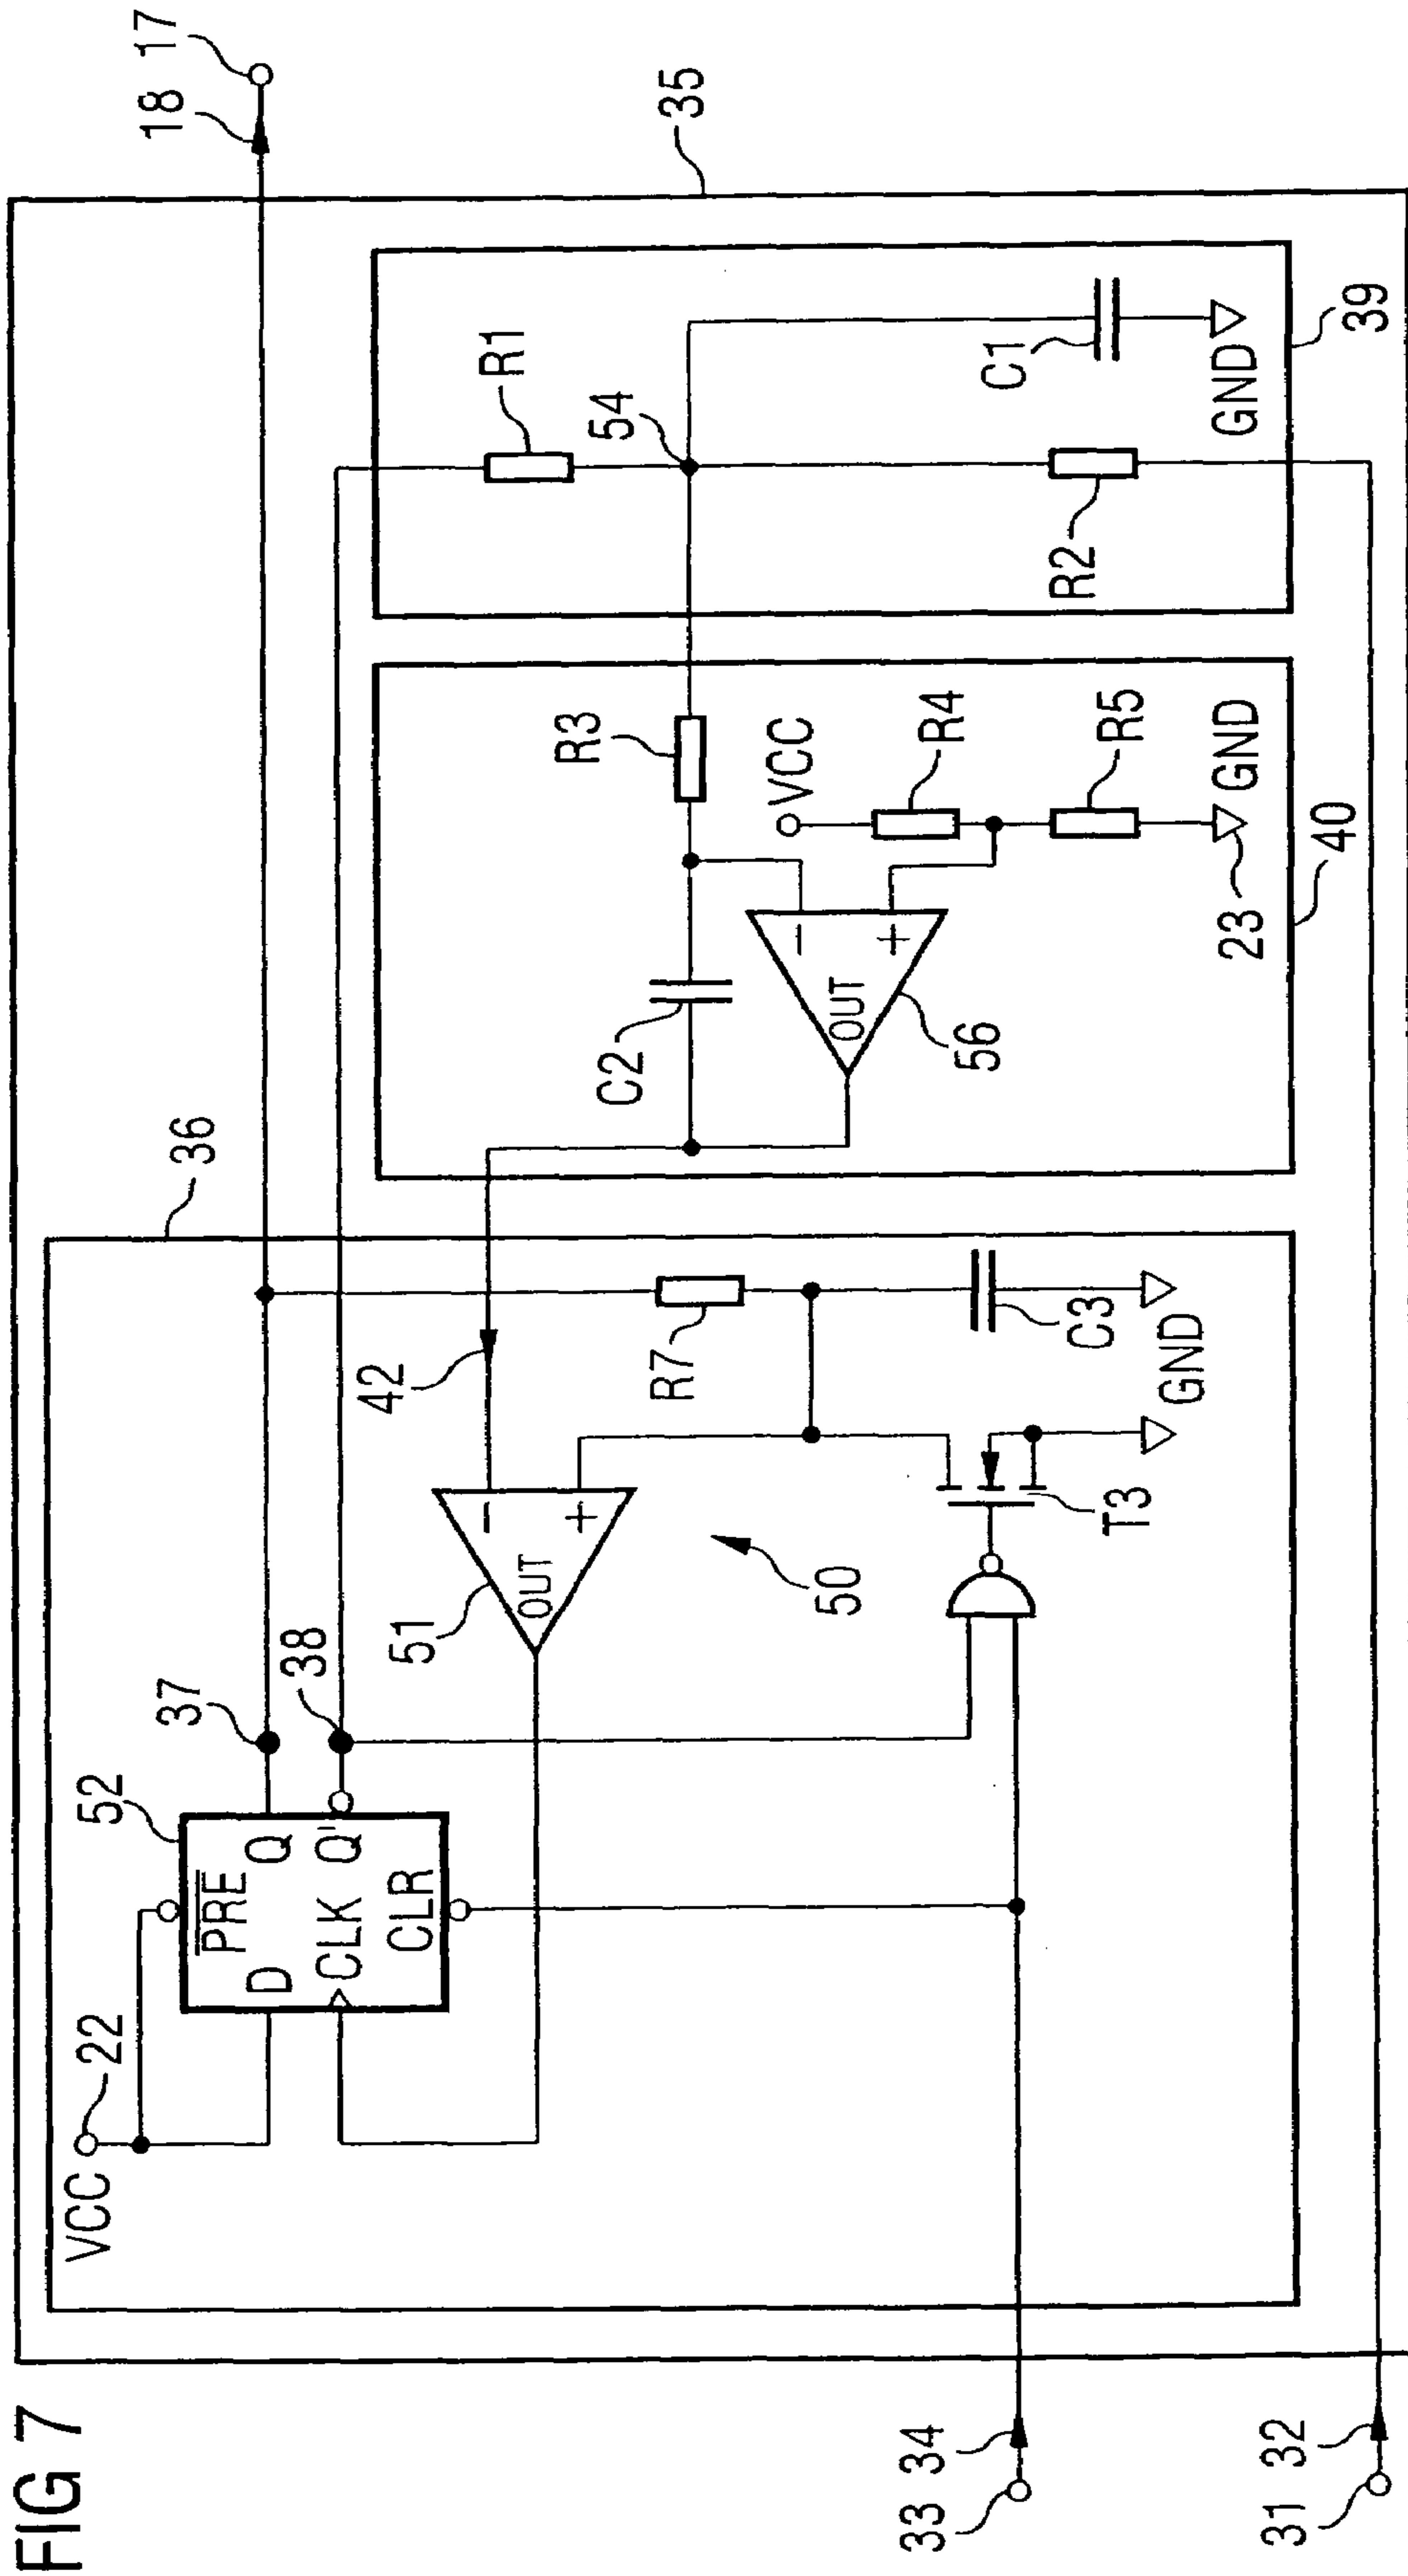 FIG 7
VCC
22
52
PRE
D
Q
CLK
Q'
CLR
37
38
36
18
17
35
51
OUT
−
+
42
50
R7
C3
GND
T3
C2
R3
VCC
OUT
−
+
56
R4
R5
23
GND
40
R1
54
R2
C1
GND
39
33
34
31
32